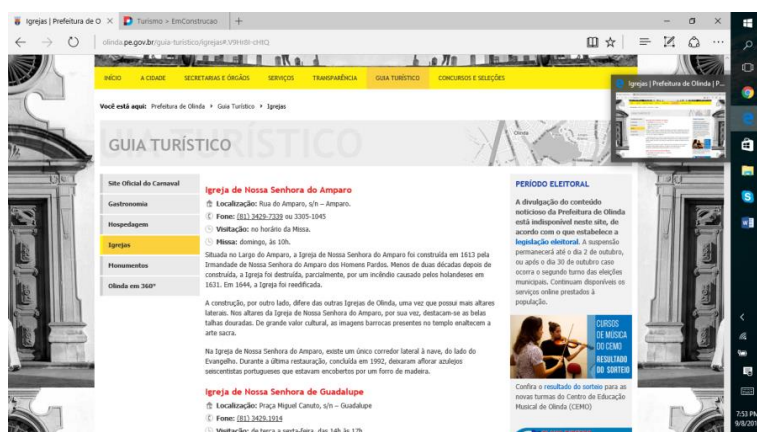 Igrejas | Prefeitura de O
Turismo > EmConstrucao
olinda.pe.gov.br/guia-turistico/igrejas#.V9Hr8I-cHIQ
INÍCIO A CIDADE SECRETARIAS E ÓRGÃOS SERVIÇOS TRANSPARÊNCIA GUIA TURÍSTICO CONCURSOS E SELEÇÕES
Igrejas | Prefeitura de Olinda | P...
Você está aqui: Prefeitura de Olinda › Guia Turístico › Igrejas
GUIA TURÍSTICO
Olinda
Site Oficial do Carnaval
Gastronomia
Hospedagem
Igrejas
Monumentos
Olinda em 360º
Igreja de Nossa Senhora do Amparo
Localização: Rua do Amparo, s/n – Amparo.
Fone: (81) 3429-7339 ou 3305-1045
Visitação: no horário da Missa.
Missa: domingo, às 10h.
Situada no Largo do Amparo, a Igreja do Amparo foi construída em 1613 pela
Irmandade de Nossa Senhora do Amparo dos Homens Pardos. Menos de duas décadas depois de
construída, a Igreja foi destruída, parcialmente, por um incêndio causado pelos holandeses em
1631. Em 1644, a Igreja foi reedificada.
A construção, por outro lado, difere das outras Igrejas de Olinda, uma vez que possui mais altares
laterais. Nos altares da Igreja de Nossa Senhora do Amparo, por sua vez, destacam-se as belas
talhas douradas. De grande valor cultural, as imagens barrocas presentes no templo enaltecem a
arte sacra.
Na Igreja de Nossa Senhora do Amparo, existe um único corredor lateral à nave, do lado do
Evangelho. Durante a última restauração, concluída em 1992, deixaram aflorar azulejos
seiscentistas portugueses que estavam encobertos por um forro de madeira.
Igreja de Nossa Senhora de Guadalupe
Localização: Praça Miguel Canuto, s/n – Guadalupe
Fone: (81) 3429.1914
Visitação: de terça a sexta-feira, das 14h às 17h
PERÍODO ELEITORAL
A divulgação do conteúdo
noticioso da Prefeitura de Olinda
está indisponível neste site, de
acordo com o que estabelece a
legislação eleitoral. A suspensão
permanecerá até o dia 2 de outubro,
ou após o dia 30 de outubro caso
ocorra o segundo turno das eleições
municipais. Continuam disponíveis os
serviços online prestados à
população.
CURSOS
DE MÚSICA
DO CEMO
RESULTADO
DO SORTEIO
Confira o resultado do sorteio para as
novas turmas do Centro de Educação
Musical de Olinda (CEMO)
7:53 PM
9/8/201